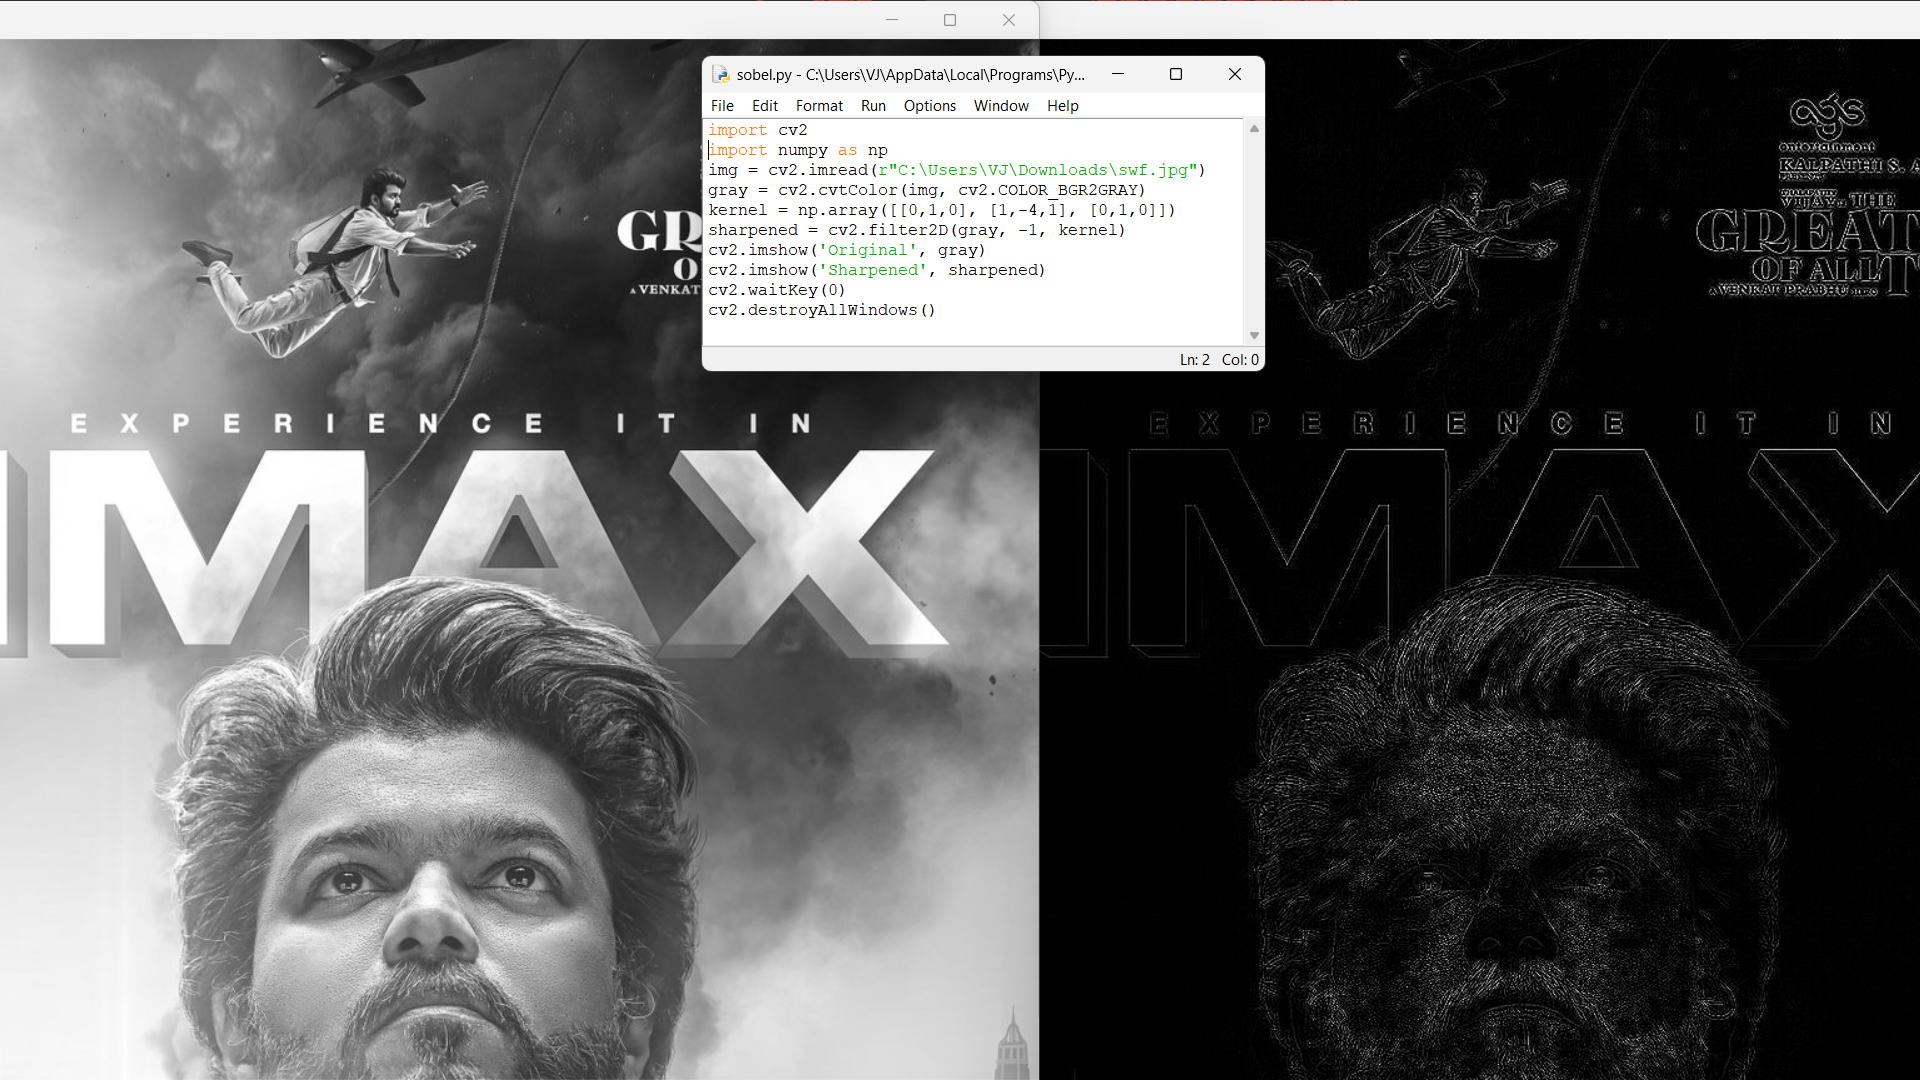 sobel.py - C:\Users\VJ\AppData\Local\Programs\Py...
File Edit Format Run Options Window Help
import cv2
import numpy as np
img = cv2.imread(r"C:\Users\VJ\Downloads\swf.jpg")
gray = cv2.cvtColor(img, cv2.COLOR_BGR2GRAY)
kernel = np.array([[0,1,0], [1,-4,1], [0,1,0]])
sharpened = cv2.filter2D(gray, -1, kernel)
cv2.imshow('Original', gray)
cv2.imshow('Sharpened', sharpened)
cv2.waitKey(0)
cv2.destroyAllWindows()
Ln: 2 Col: 0
GR
O
A VENKAT
EXPERIENCE IT IN
IMAX
ags
entertainment
KALPATHI S. A
THALAPATHY
VIJAY THE
GREAT
OF ALL T
A VENKAT PRABHU HERO
EXPERIENCE IT IN
IMAX